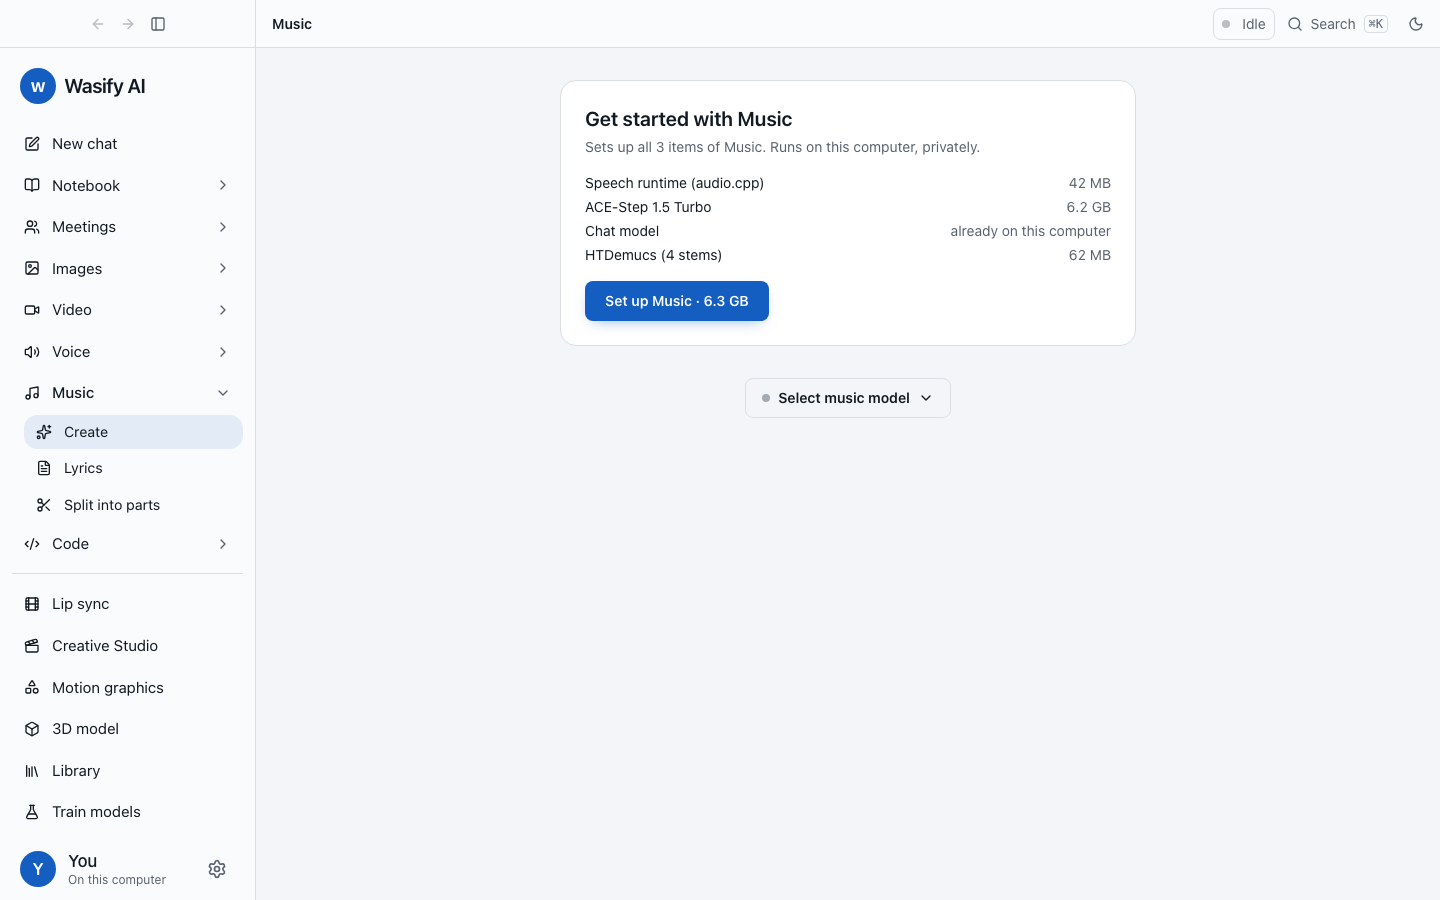 Music
Idle
Search
⌘K
W
Wasify AI
New chat
Notebook
Meetings
Images
Video
Voice
Music
Create
Lyrics
Split into parts
Code
Lip sync
Creative Studio
Motion graphics
3D model
Library
Train models
Y
You
On this computer
Get started with Music
Sets up all 3 items of Music. Runs on this computer, privately.
Speech runtime (audio.cpp) 42 MB
ACE-Step 1.5 Turbo 6.2 GB
Chat model already on this computer
HTDemucs (4 stems) 62 MB
Set up Music · 6.3 GB
Select music model